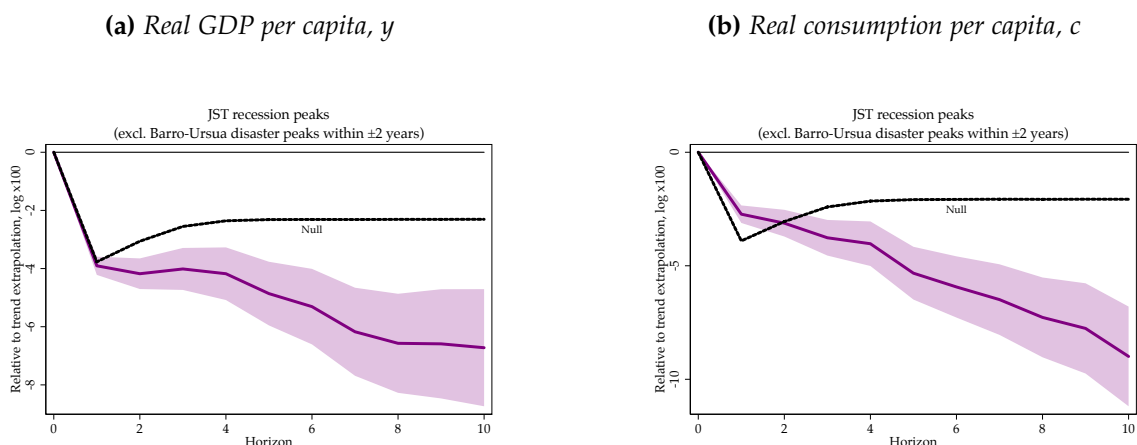 (a) Real GDP per capita, y
JST recession peaks
(excl. Barro-Ursua disaster peaks within ±2 years)
Relative to trend extrapolation, log x100
0
-2
-4
-6
-8
Null
0 2 4 6 8 10
Horizon
(b) Real consumption per capita, c
JST recession peaks
(excl. Barro-Ursua disaster peaks within ±2 years)
Relative to trend extrapolation, log x100
0
-5
-10
Null
0 2 4 6 8 10
Horizon